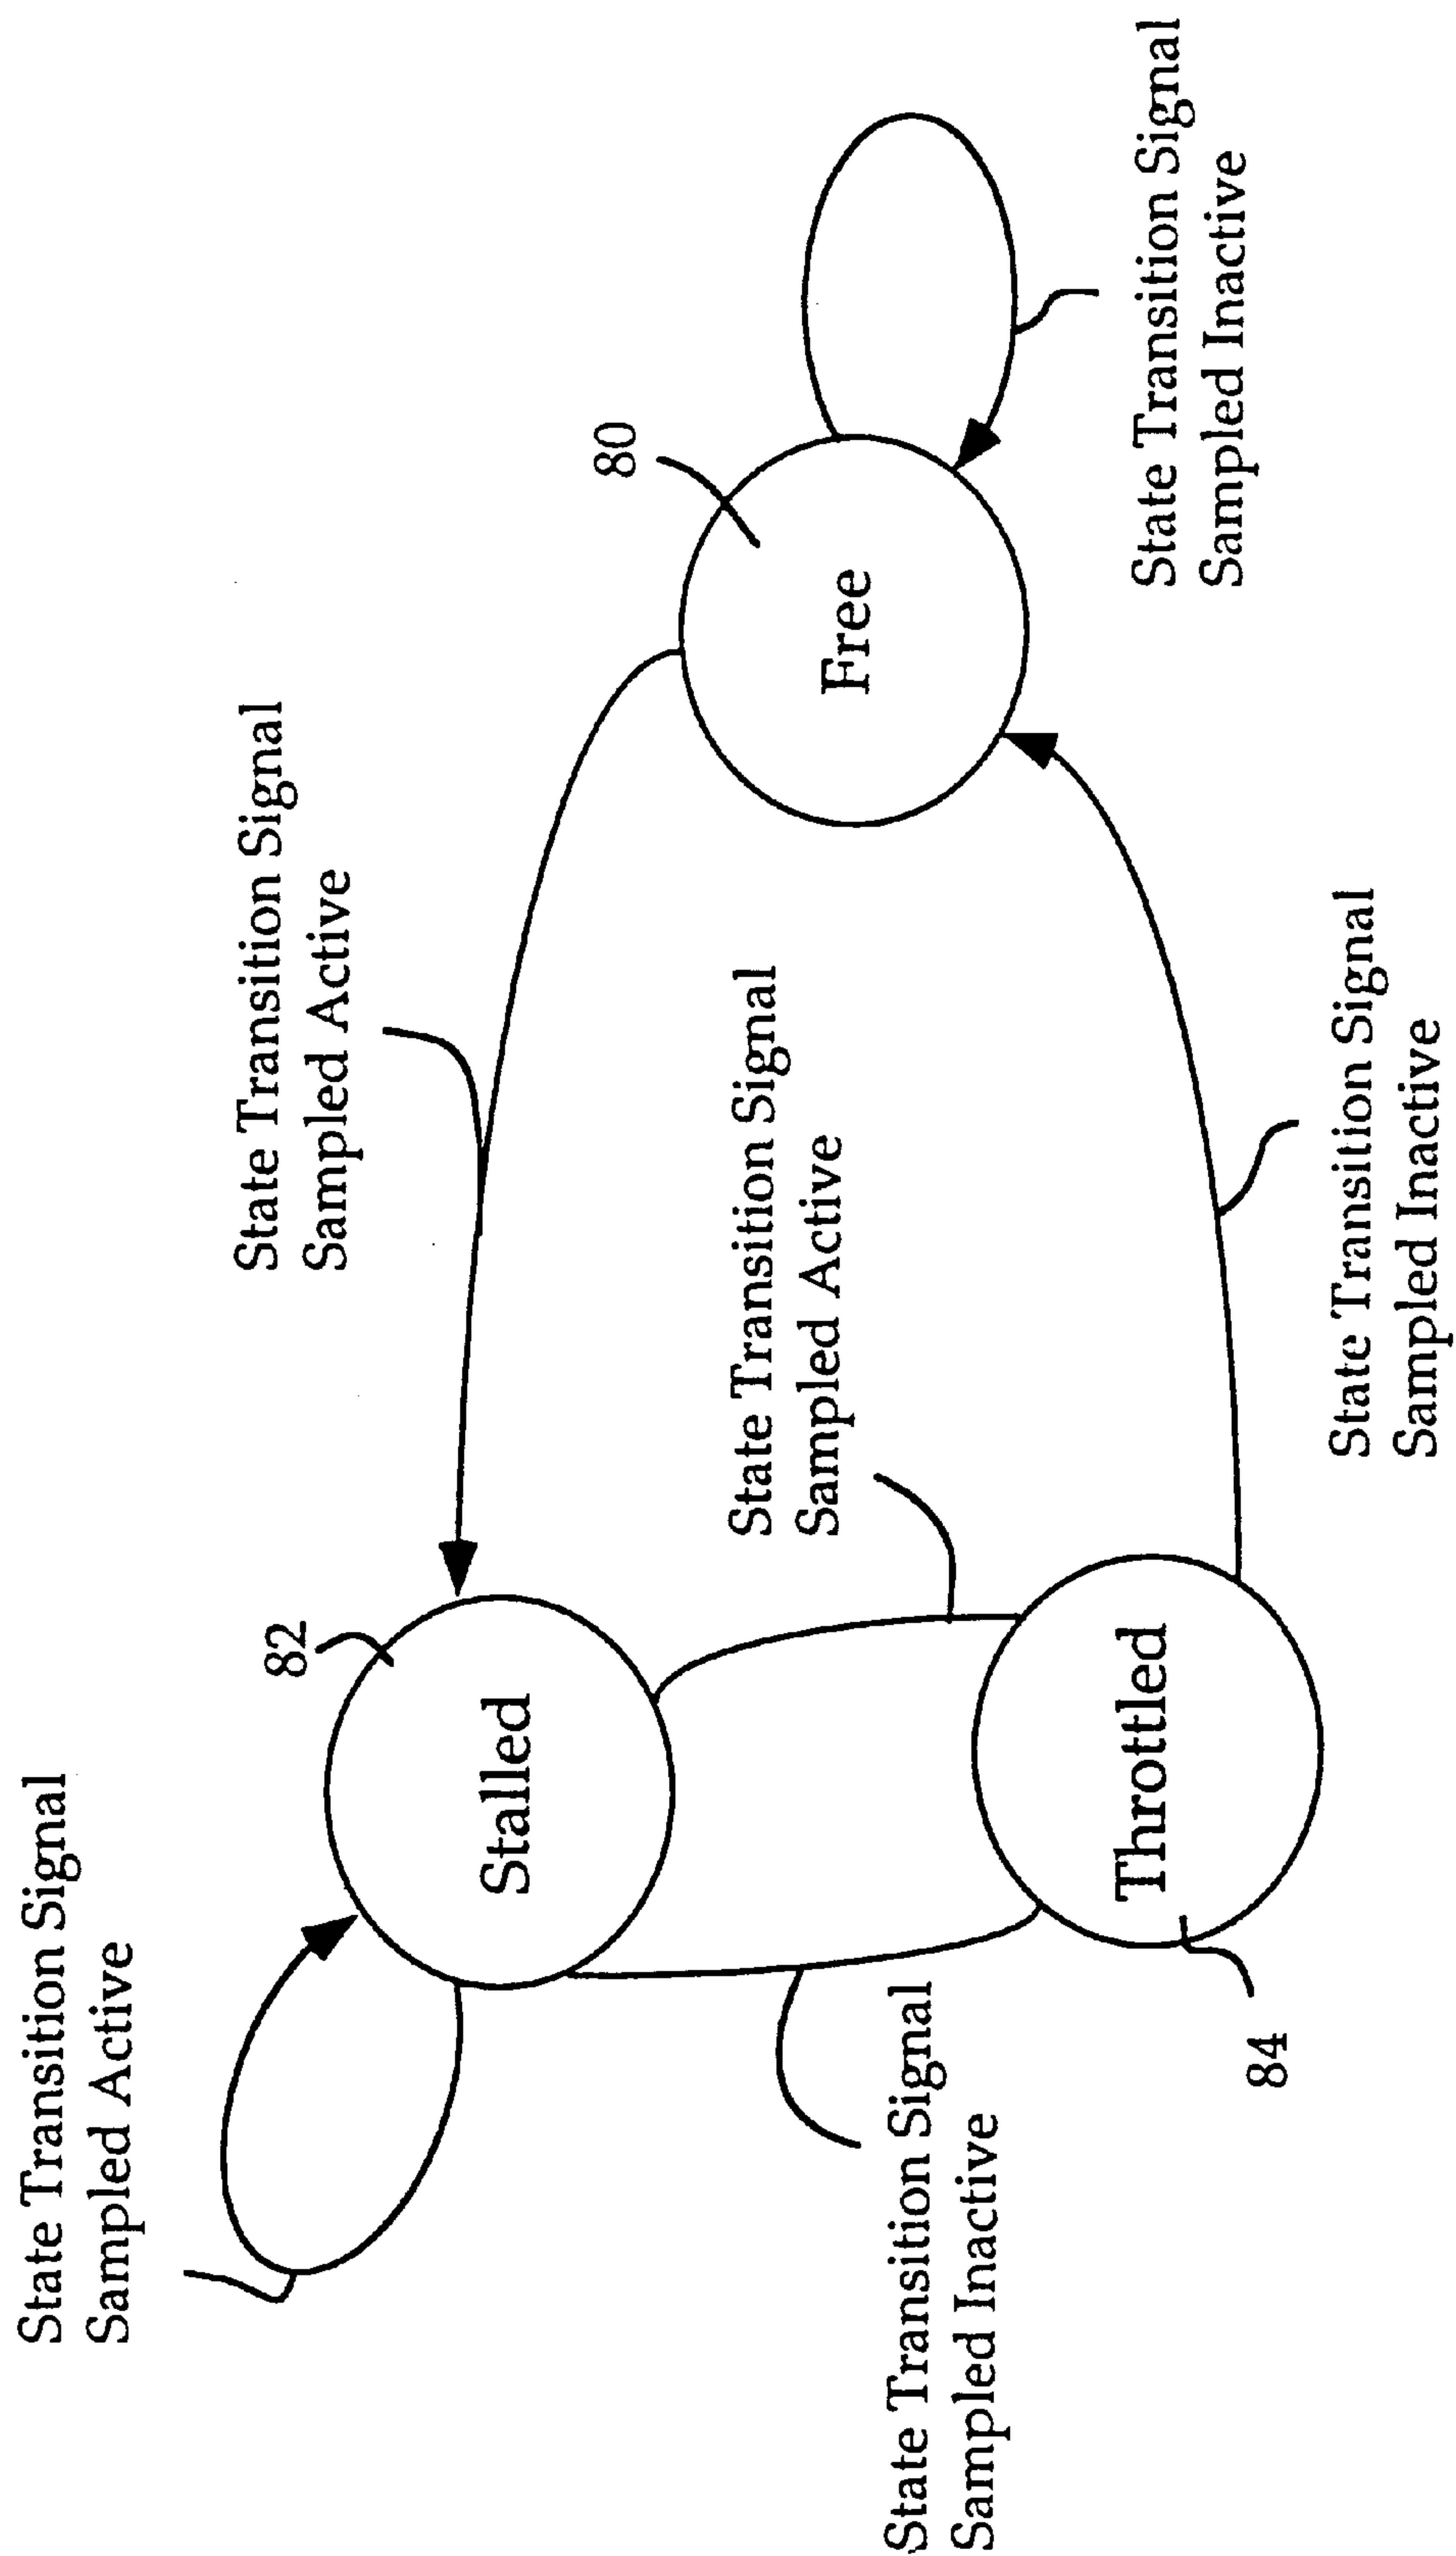 State Transition Signal
Sampled Active
State Transition Signal
Sampled Active
82
Stalled
80
State Transition Signal
Sampled Active
Free
State Transition Signal
Sampled Inactive
Throttled
State Transition Signal
Sampled Inactive
84
State Transition Signal
Sampled Inactive